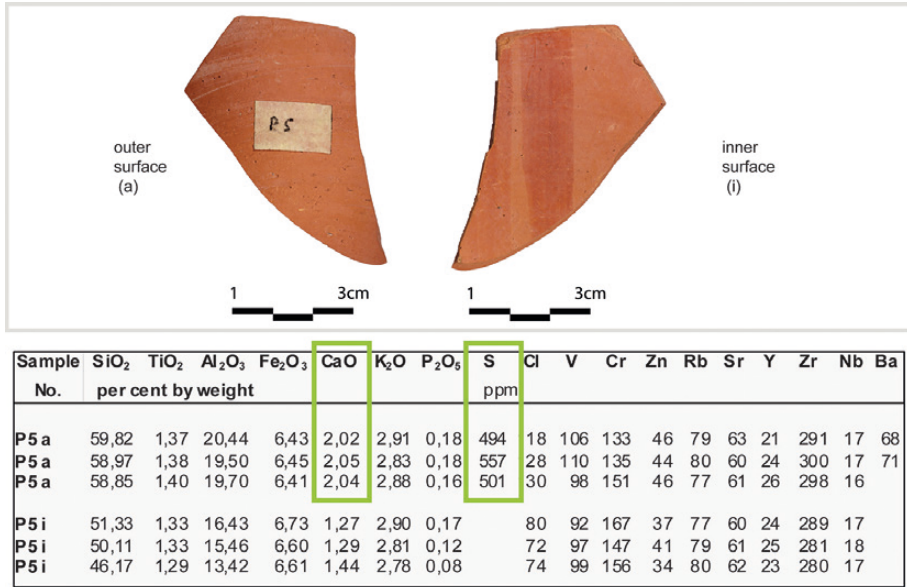 outer
surface
(a)
P.5
inner
surface
(i)
1 3cm
1 3cm
Sample SiO₂ TiO₂ Al₂O₃ Fe₂O₃ CaO K₂O P₂O₅ S Cl V Cr Zn Rb Sr Y Zr Nb Ba
No. per cent by weight ppm
P5 a 59,82 1,37 20,44 6,43 2,02 2,91 0,18 494 18 106 133 46 79 63 21 291 17 68
P5 a 58,97 1,38 19,50 6,45 2,05 2,83 0,18 557 28 110 135 44 80 60 24 300 17 71
P5 a 58,85 1,40 19,70 6,41 2,04 2,88 0,16 501 30 98 151 46 77 61 26 298 16
P5 i 51,33 1,33 16,43 6,73 1,27 2,90 0,17 80 92 167 37 77 60 24 289 17
P5 i 50,11 1,33 15,46 6,60 1,29 2,81 0,12 72 97 147 41 79 61 25 281 18
P5 i 46,17 1,29 13,42 6,61 1,44 2,78 0,08 74 99 156 34 80 62 23 280 17